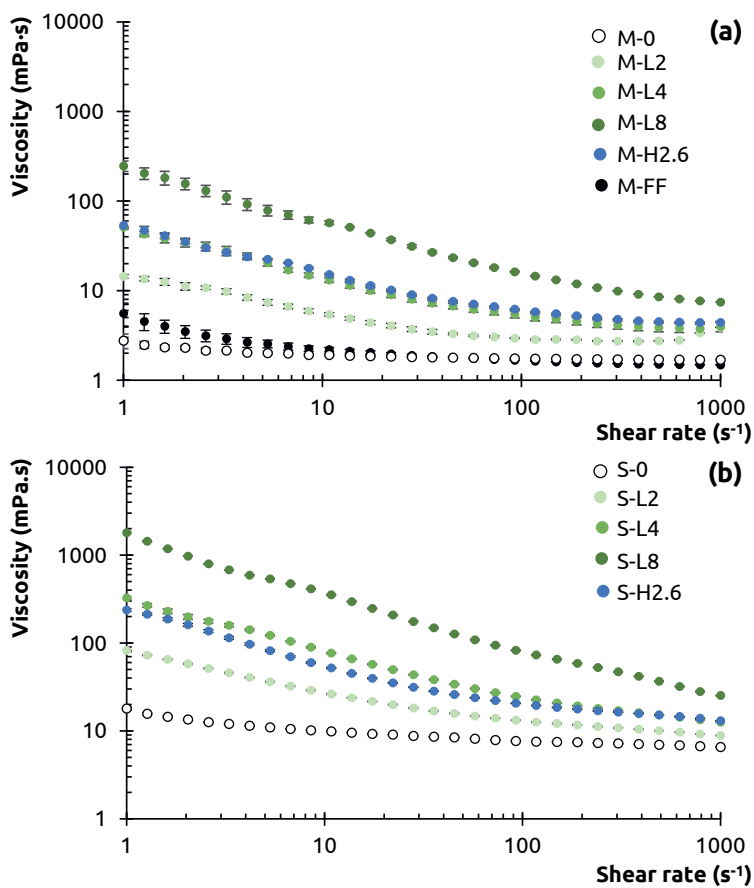 (a)
Viscosity (mPa·s)
10000
1000
100
10
1
1
10
100
1000
Shear rate (s⁻¹)
M-0
M-L2
M-L4
M-L8
M-H2.6
M-FF
(b)
Viscosity (mPa.s)
10000
1000
100
10
1
1
10
100
1000
Shear rate (s⁻¹)
S-0
S-L2
S-L4
S-L8
S-H2.6